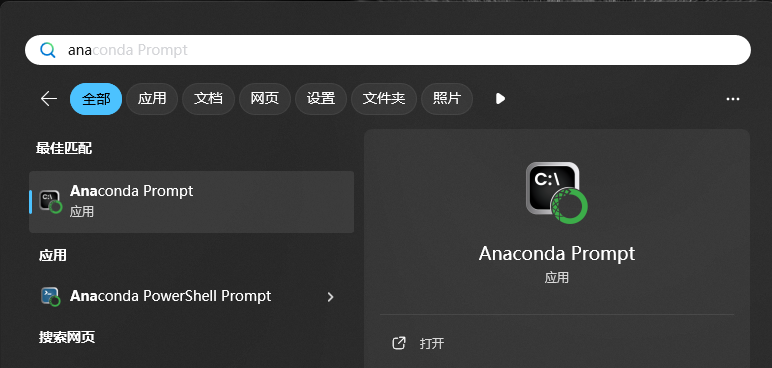 anaconda Prompt
全部 应用 文档 网页 设置 文件夹 照片
最佳匹配
Anaconda Prompt
应用
应用
Anaconda PowerShell Prompt
搜索网页
C:\
Anaconda Prompt
应用
打开